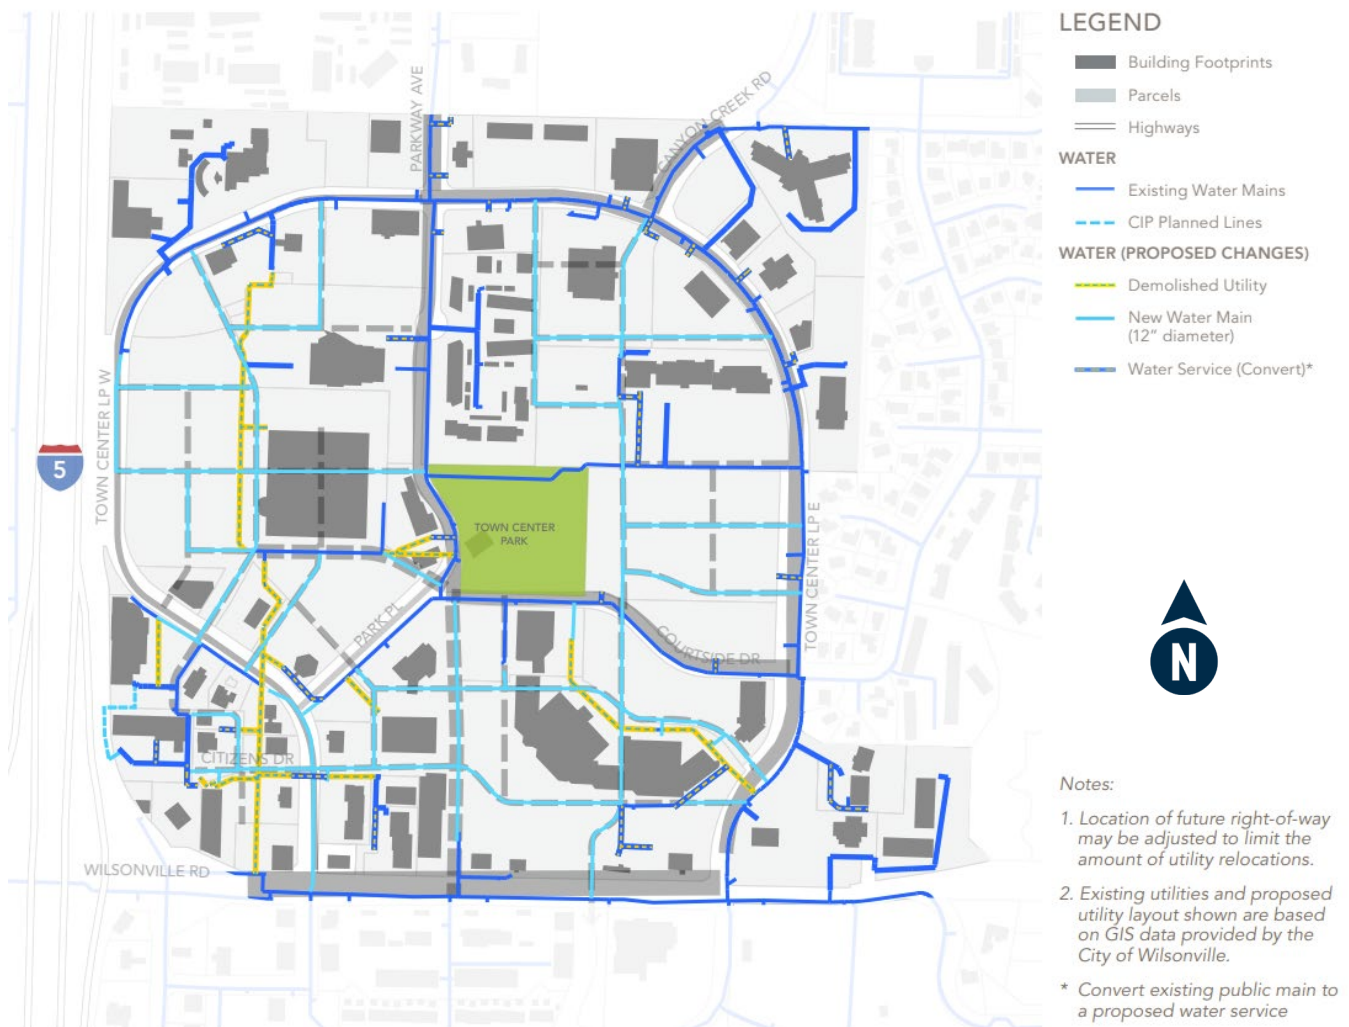 PARKWAY AVE
CANYON CREEK RD
TOWN CENTER LP W
5
TOWN CENTER
PARK
TOWN CENTER LP E
PARK PL
COURTSIDE DR
CITIZENS DR
WILSONVILLE RD
LEGEND
Building Footprints
Parcels
Highways
WATER
Existing Water Mains
CIP Planned Lines
WATER (PROPOSED CHANGES)
Demolished Utility
New Water Main
(12" diameter)
Water Service (Convert)*
N
Notes:
1. Location of future right-of-way
may be adjusted to limit the
amount of utility relocations.
2. Existing utilities and proposed
utility layout shown are based
on GIS data provided by the
City of Wilsonville.
* Convert existing public main to
a proposed water service